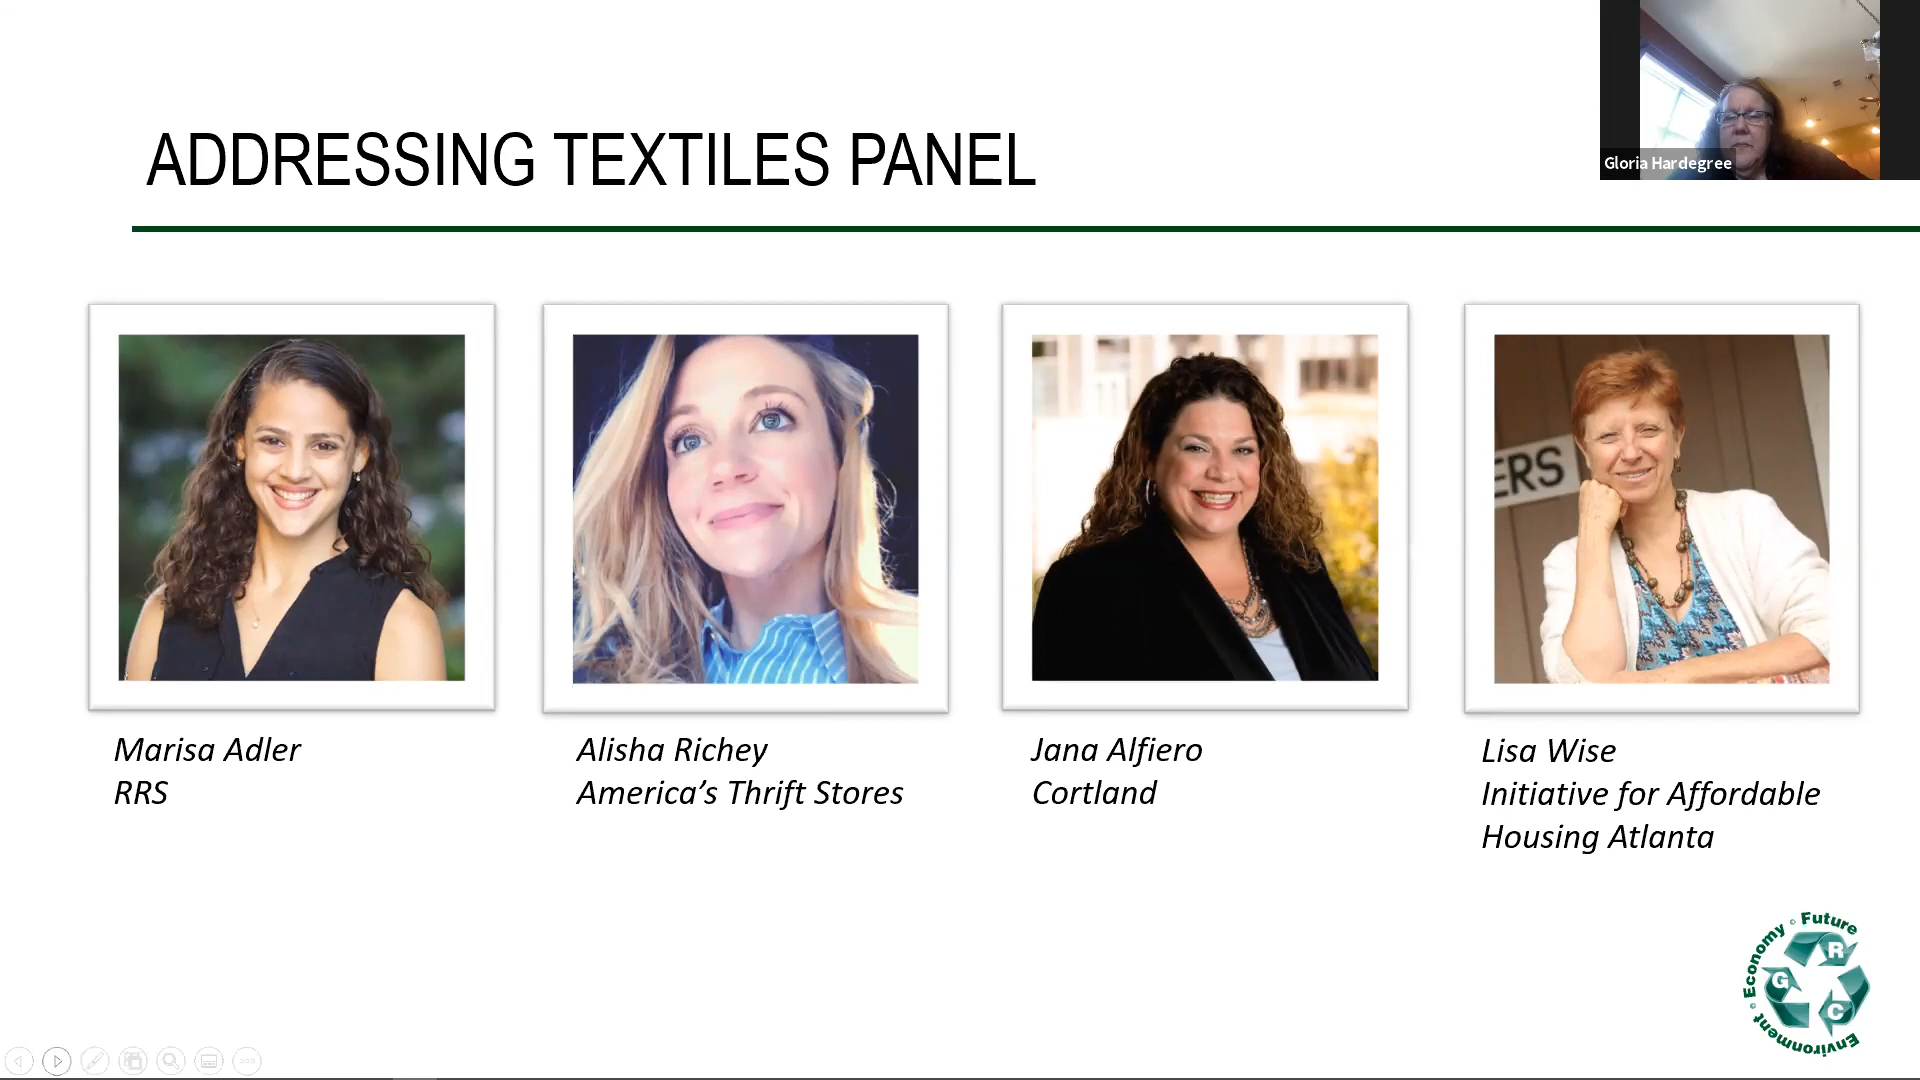 ADDRESSING TEXTILES PANEL
Gloria Hardegree
ERS
Marisa Adler
RRS
Alisha Richey
America’s Thrift Stores
Jana Alfiero
Cortland
Lisa Wise
Initiative for Affordable
Housing Atlanta
Economy ◦ Future
Environment ◦
G R C